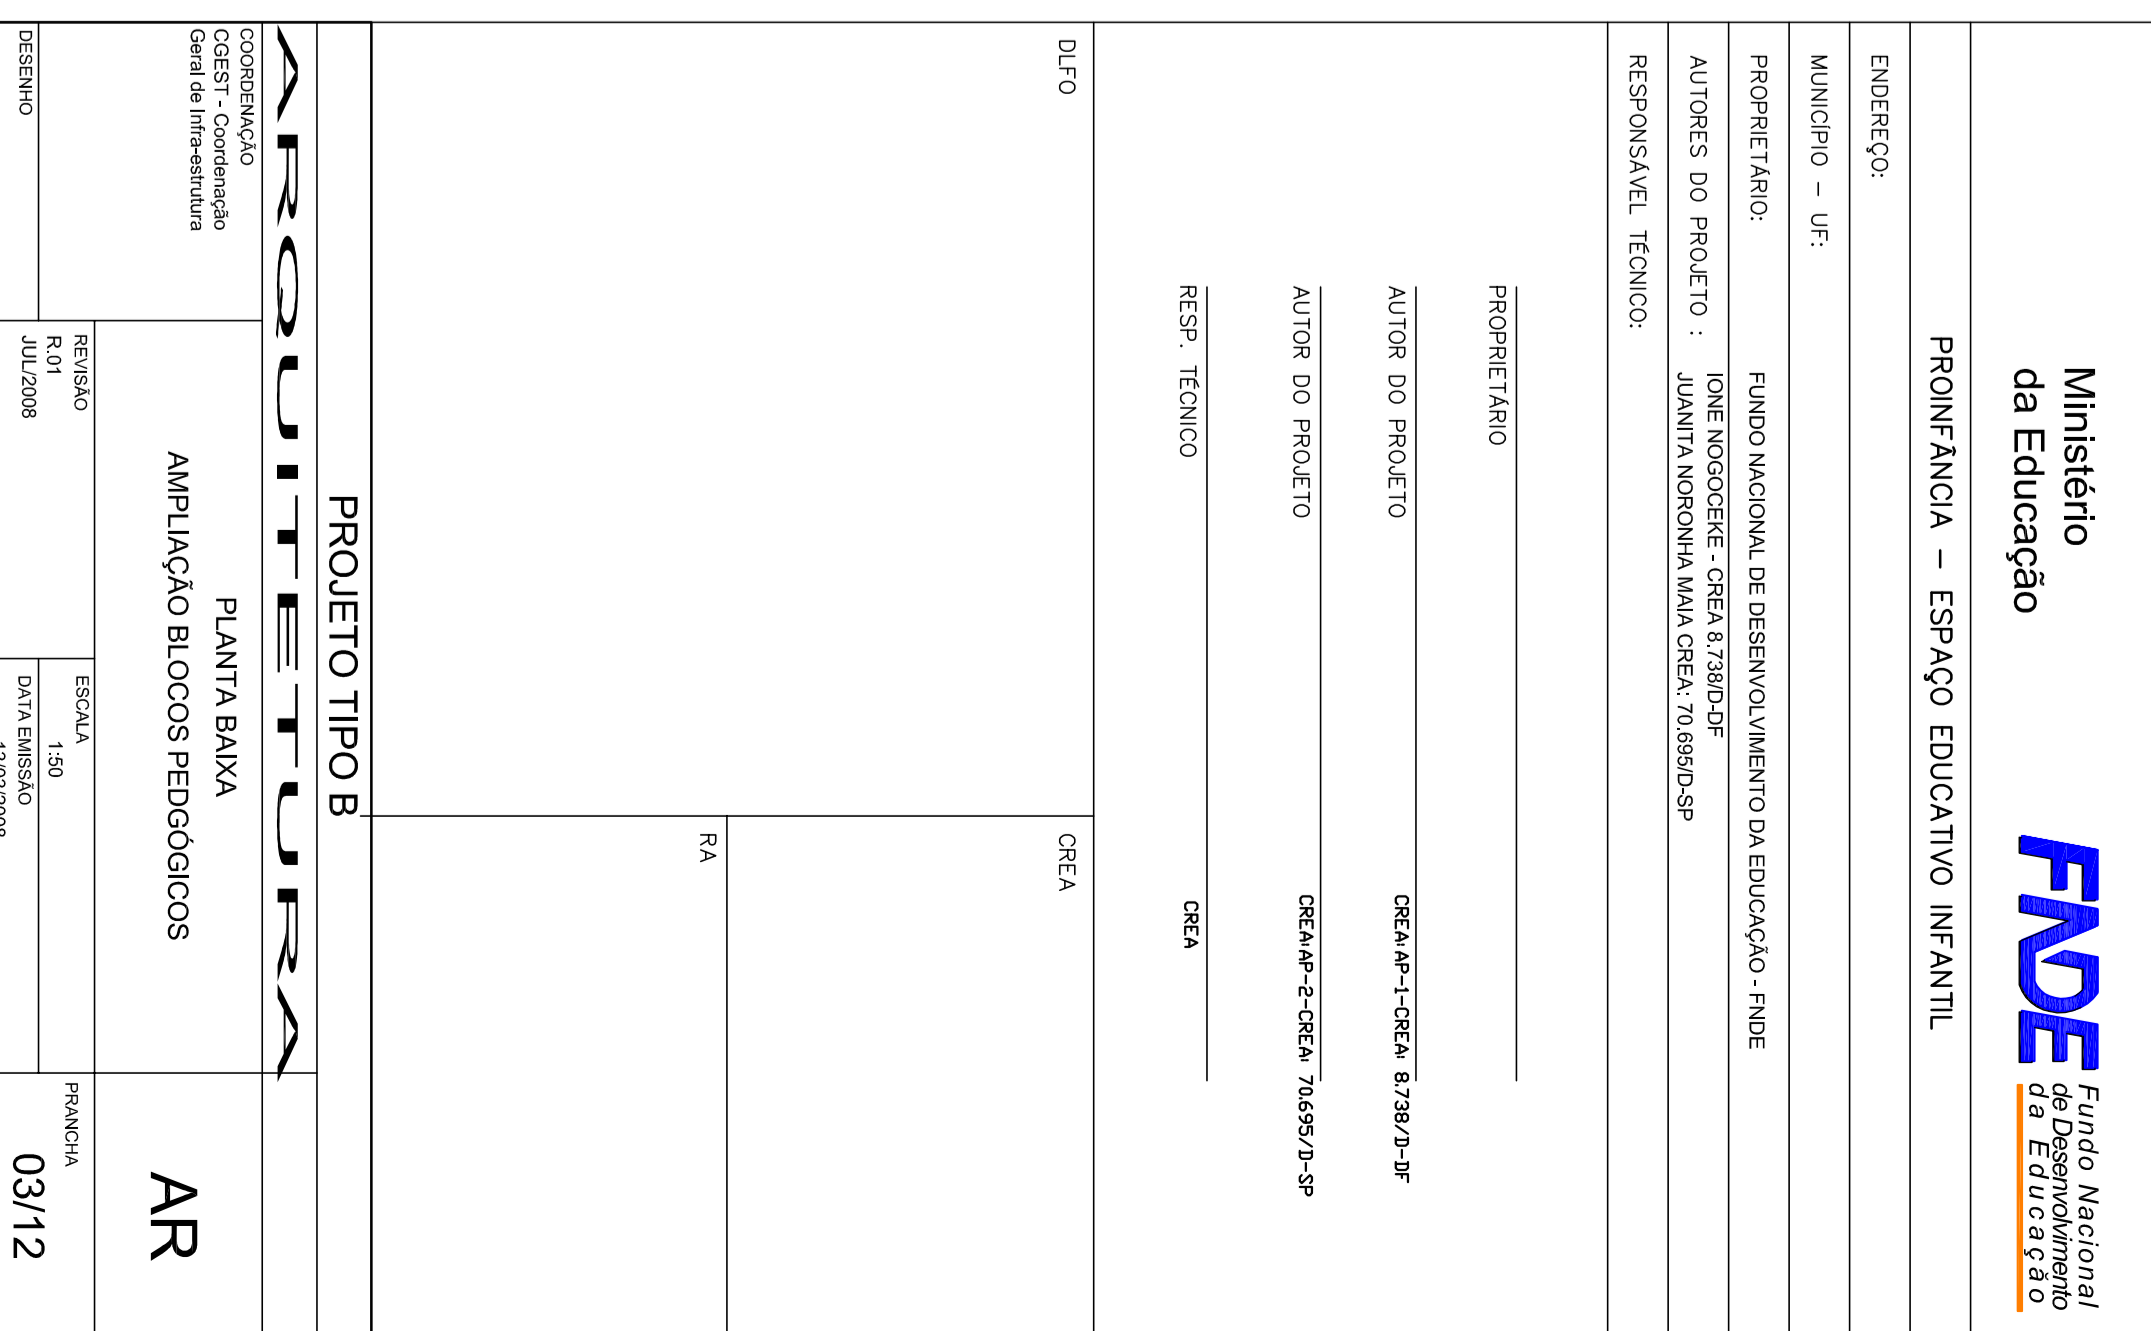 Ministério
da Educação
FNDE
Fundo Nacional
de Desenvolvimento
da Educação
PROINFÂNCIA - ESPAÇO EDUCATIVO INFANTIL
ENDEREÇO:
MUNICÍPIO - UF:
PROPRIETÁRIO: FUNDO NACIONAL DE DESENVOLVIMENTO DA EDUCAÇÃO - FNDE
AUTORES DO PROJETO : IONE NOGOCEKE - CREA 8.738/D-DF
JUANITA NORONHA MAIA CREA: 70.695/D-SP
RESPONSÁVEL TÉCNICO:
PROPRIETÁRIO
AUTOR DO PROJETO CREA:AP-1-CREA: 8.738/D-DF
AUTOR DO PROJETO CREA:AP-2-CREA: 70.695/D-SP
RESP. TÉCNICO CREA
DLFO
CREA
RA
PROJETO TIPO B
ARQUITETURA
COORDENAÇÃO
CGEST - Coordenação
Geral de Infra-estrutura
PLANTA BAIXA
AMPLIAÇÃO BLOCOS PEDGÓGICOS
AR
DESENHO
REVISÃO
R.01
JUL/2008
ESCALA
1:50
DATA EMISSÃO
PRANCHA
03/12